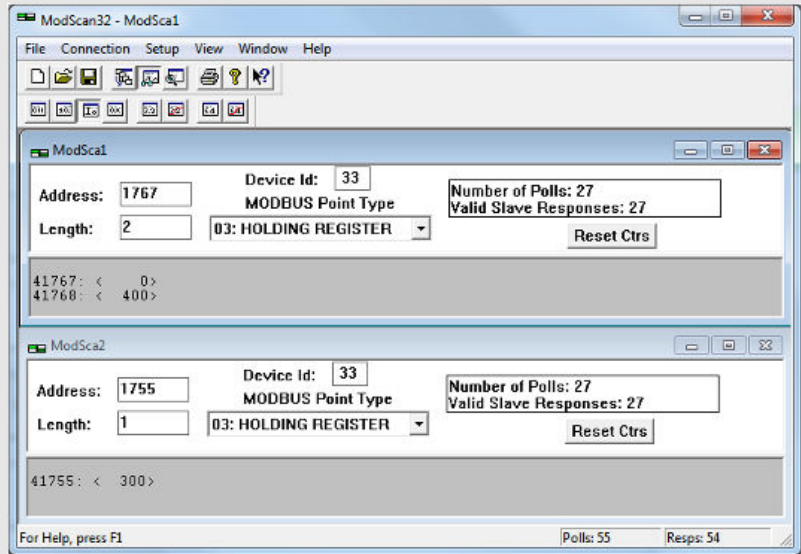 ModScan32 - ModSca1
File Connection Setup View Window Help
ModSca1
Address: 1767
Device Id: 33
MODBUS Point Type
Length: 2
03: HOLDING REGISTER
Number of Polls: 27
Valid Slave Responses: 27
Reset Ctrs
41767: < 0>
41768: < 400>
ModSca2
Address: 1755
Device Id: 33
MODBUS Point Type
Length: 1
03: HOLDING REGISTER
Number of Polls: 27
Valid Slave Responses: 27
Reset Ctrs
41755: < 300>
For Help, press F1
Polls: 55
Resps: 54